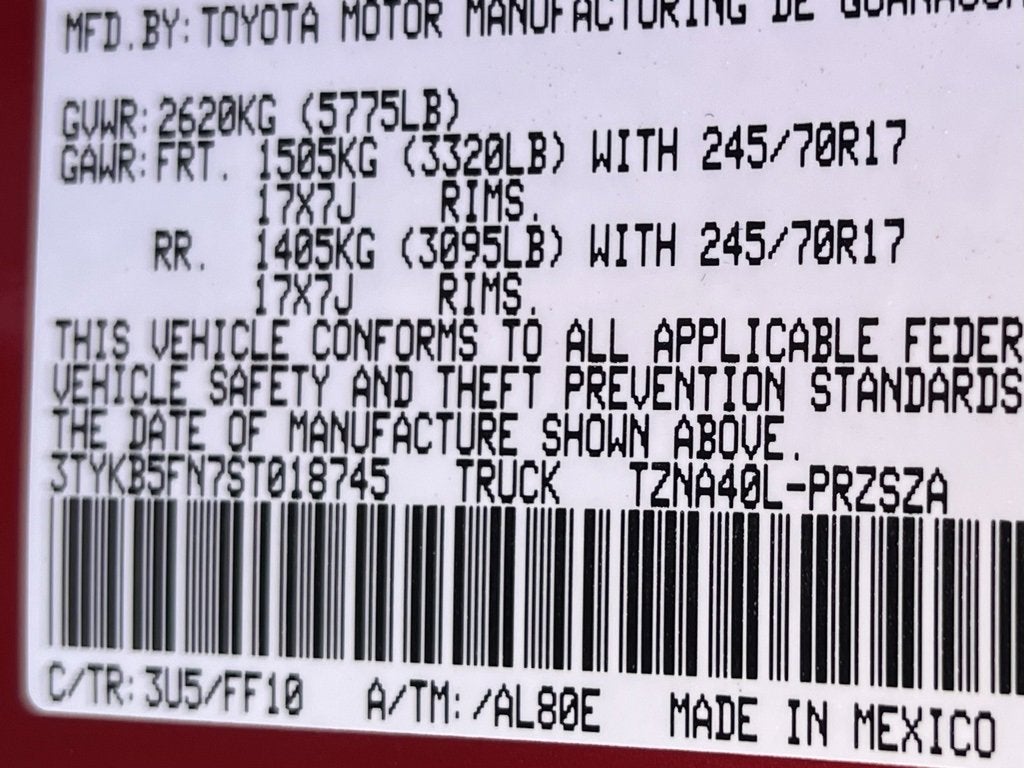 MFD.BY: TOYOTA MOTOR MANUFACTURING DE
GVWR: 2620KG (5775LB)
GAWR: FRT. 1505KG (3320LB) WITH 245/70R17
17X7J RIMS.
RR. 1405KG (3095LB) WITH 245/70R17
17X7J RIMS.
THIS VEHICLE CONFORMS TO ALL APPLICABLE FEDER
VEHICLE SAFETY AND THEFT PREVENTION STANDARDS
THE DATE OF MANUFACTURE SHOWN ABOVE.
3TYKB5FN7ST018745 TRUCK TZNA40L-PRZSZA
C/TR: 3U5/FF10 A/TM: /AL80E MADE IN MEXICO